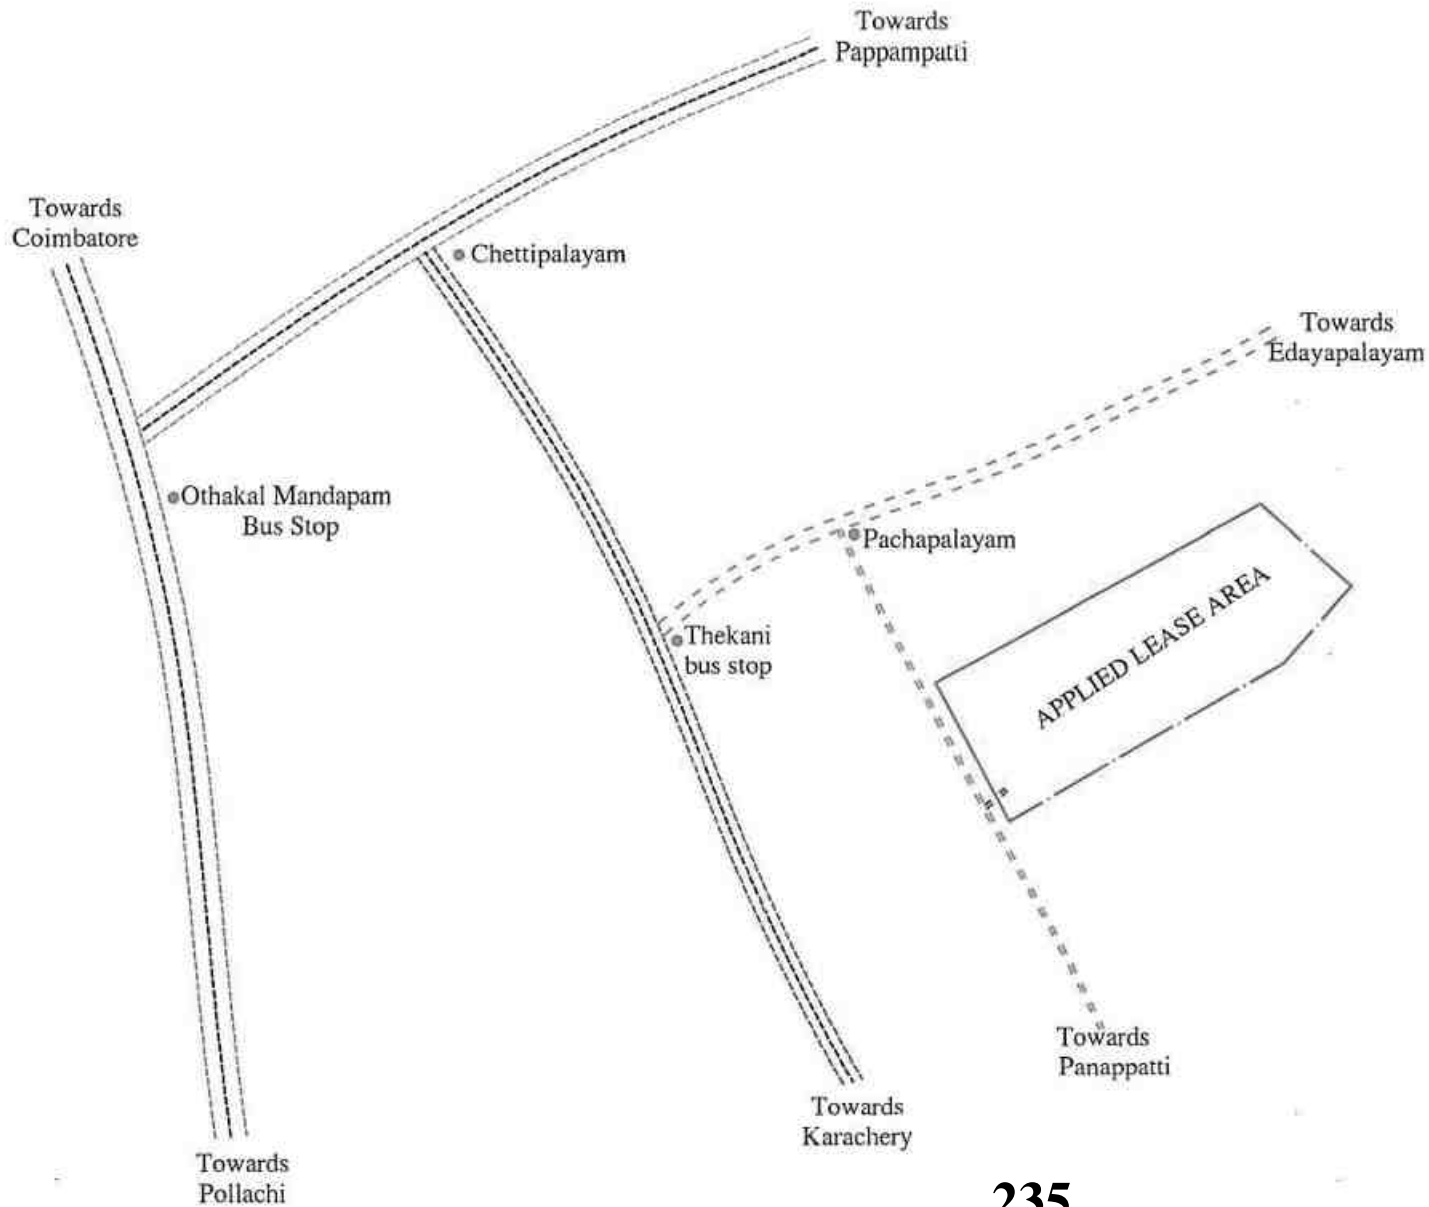 Towards
Pappampatti
Towards
Coimbatore
Chettipalayam
Towards
Edayapalayam
Othakal Mandapam
Bus Stop
Pachapalayam
APPLIED LEASE AREA
Thekani
bus stop
Towards
Panappatti
Towards
Karachery
Towards
Pollachi
235